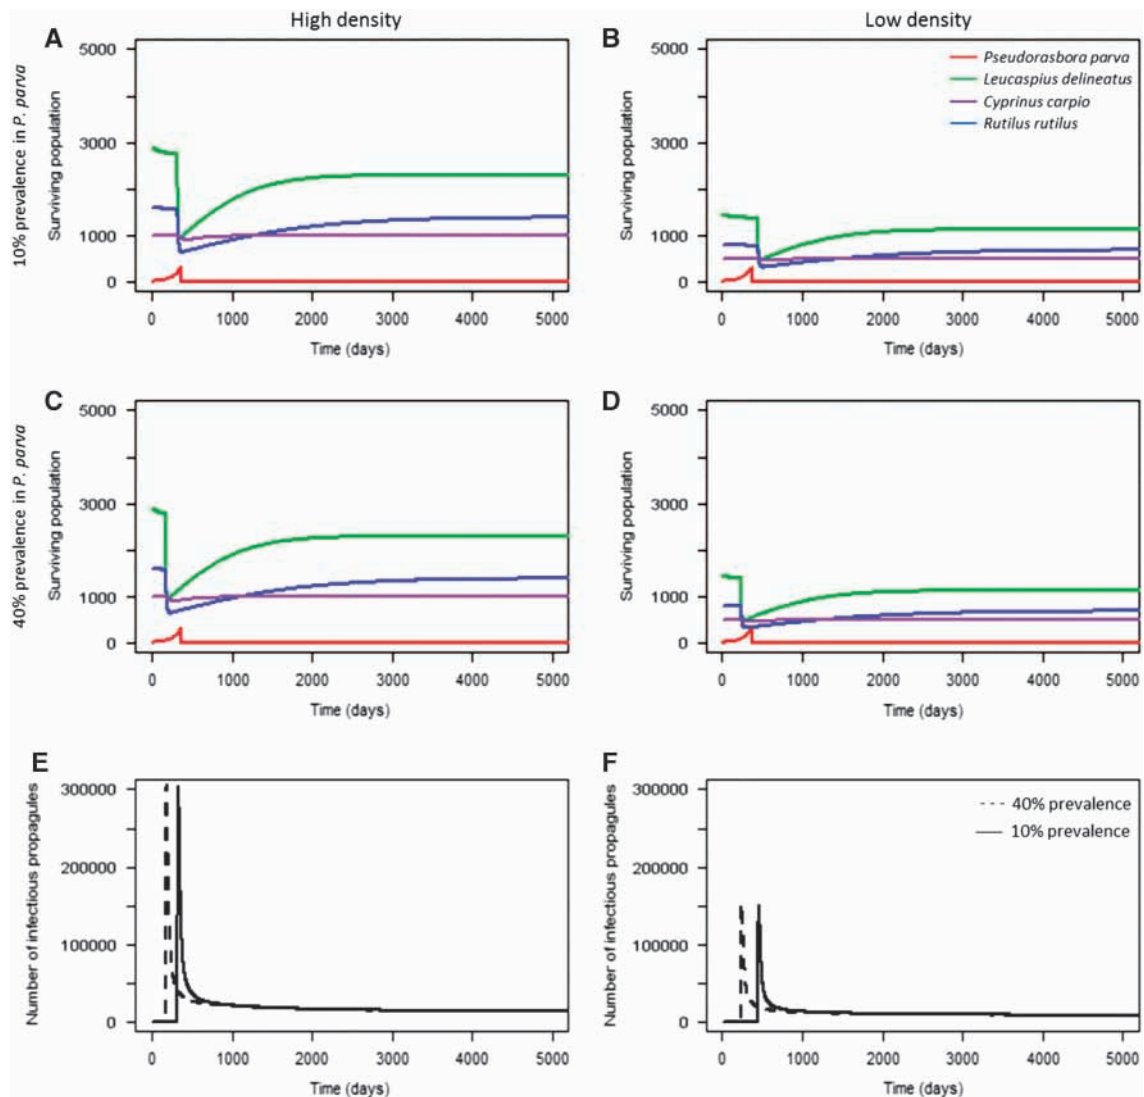 High density
Low density
A
B
10% prevalence in P. parva
Surviving population
5000
3000
1000
0
0 1000 2000 3000 4000 5000
Time (days)
Surviving population
5000
3000
1000
0
0 1000 2000 3000 4000 5000
Time (days)
Pseudorasbora parva
Leucaspius delineatus
Cyprinus carpio
Rutilus rutilus
C
D
40% prevalence in P. parva
Surviving population
5000
3000
1000
0
0 1000 2000 3000 4000 5000
Time (days)
Surviving population
5000
3000
1000
0
0 1000 2000 3000 4000 5000
Time (days)
E
F
Number of infectious propagules
300000
200000
100000
0
0 1000 2000 3000 4000 5000
Time (days)
Number of infectious propagules
300000
200000
100000
0
0 1000 2000 3000 4000 5000
Time (days)
40% prevalence
10% prevalence